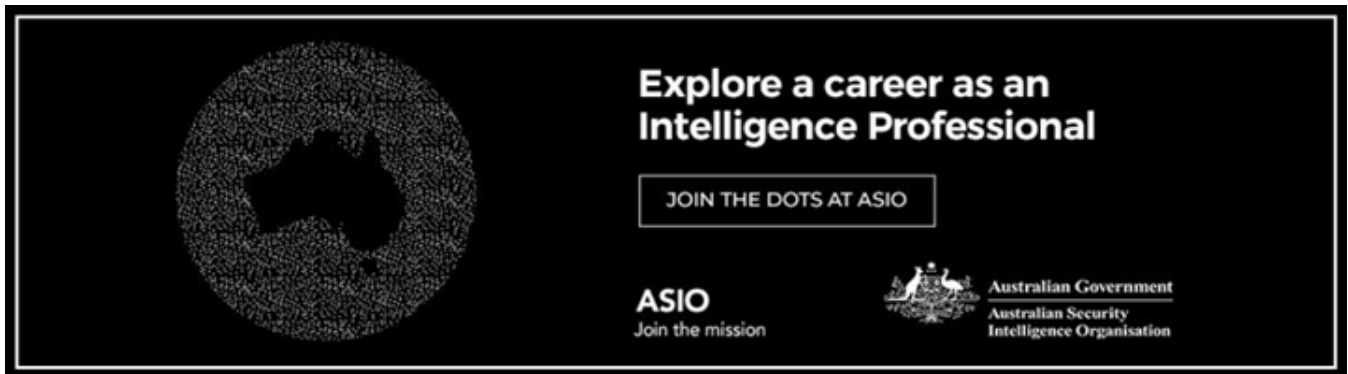 Explore a career as an
Intelligence Professional
JOIN THE DOTS AT ASIO
ASIO
Join the mission
Australian Government
Australian Security
Intelligence Organisation